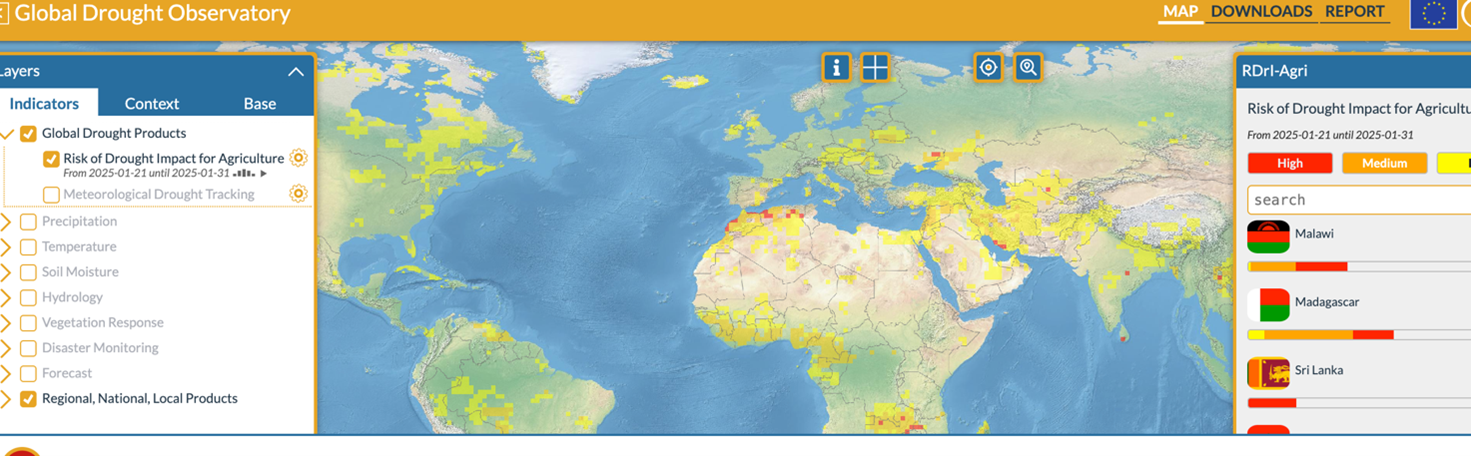 Global Drought Observatory
MAP DOWNLOADS REPORT
Layers
Indicators Context Base
Global Drought Products
Risk of Drought Impact for Agriculture
From 2025-01-21 until 2025-01-31
Meteorological Drought Tracking
Precipitation
Temperature
Soil Moisture
Hydrology
Vegetation Response
Disaster Monitoring
Forecast
Regional, National, Local Products
RDrI-Agri
Risk of Drought Impact for Agricultu
From 2025-01-21 until 2025-01-31
High Medium
search
Malawi
Madagascar
Sri Lanka